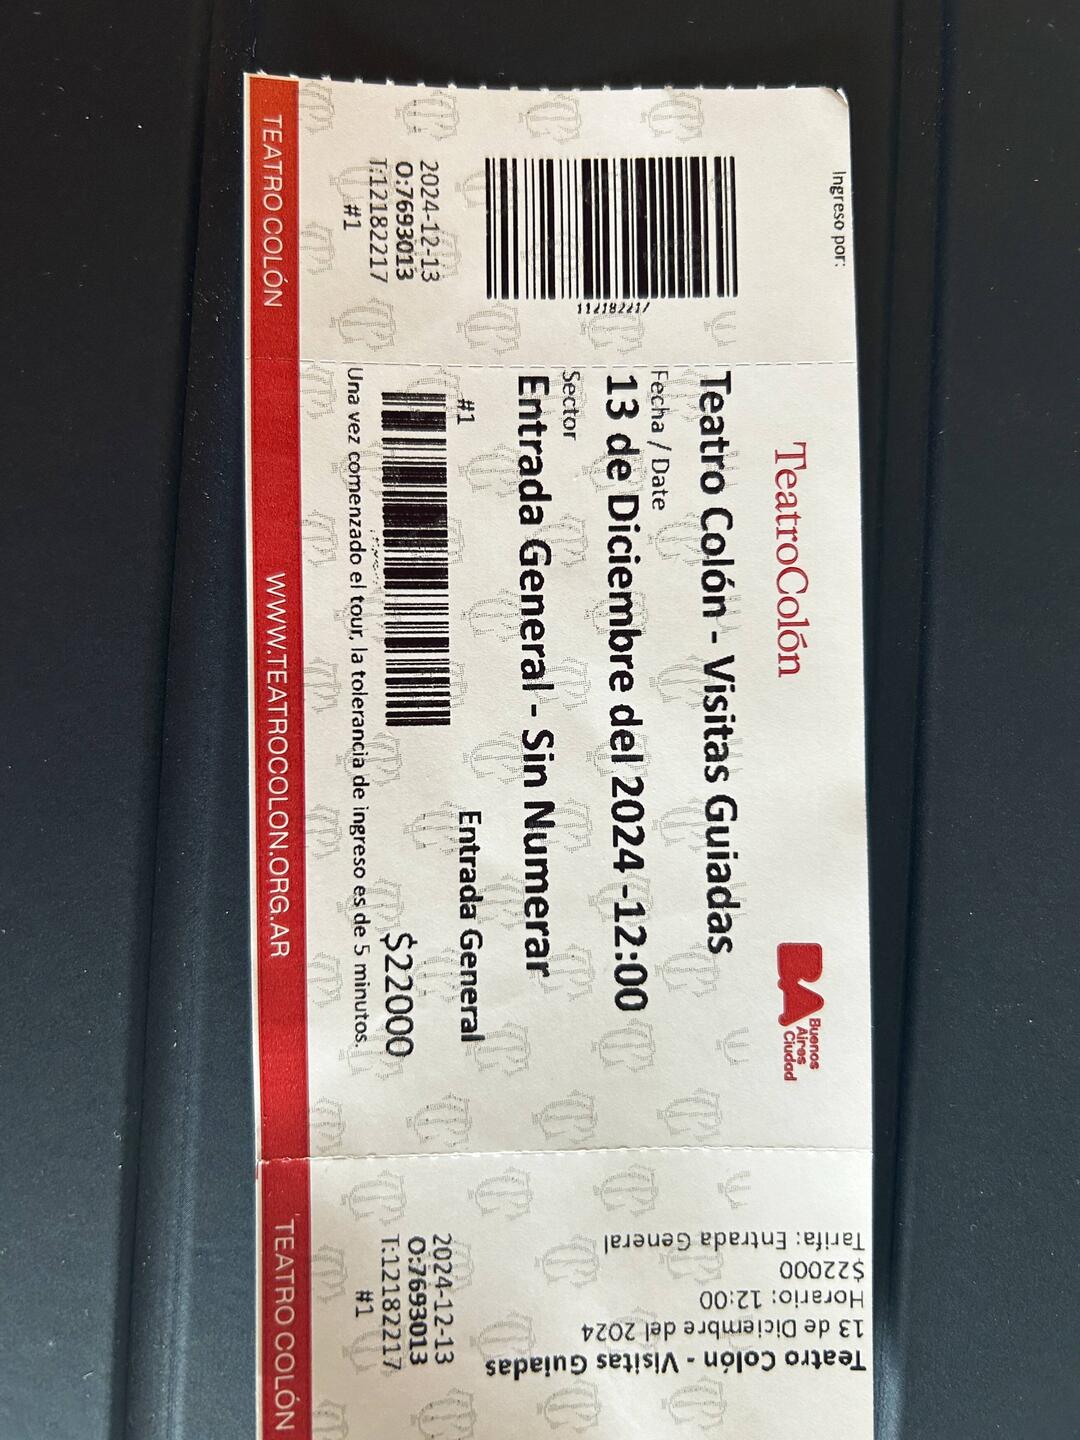 Ingreso por:
11218221/
2024-12-13
O:7693013
T:12182217
#1
TEATRO COLÓN
TeatroColón
BA
Buenos
Aires
Ciudad
Teatro Colón - Visitas Guiadas
Fecha / Date
13 de Diciembre del 2024 -12:00
Sector
Entrada General - Sin Numerar
#1
Entrada General
$22000
Una vez comenzado el tour, la tolerancia de ingreso es de 5 minutos.
WWW.TEATROCOLON.ORG.AR
Teatro Colón - Visitas Guiadas
13 de Diciembre del 2024
Horario: 12:00
$22000
Tarifa: Entrada General
2024-12-13
O:7693013
T:12182217
#1
TEATRO COLÓN